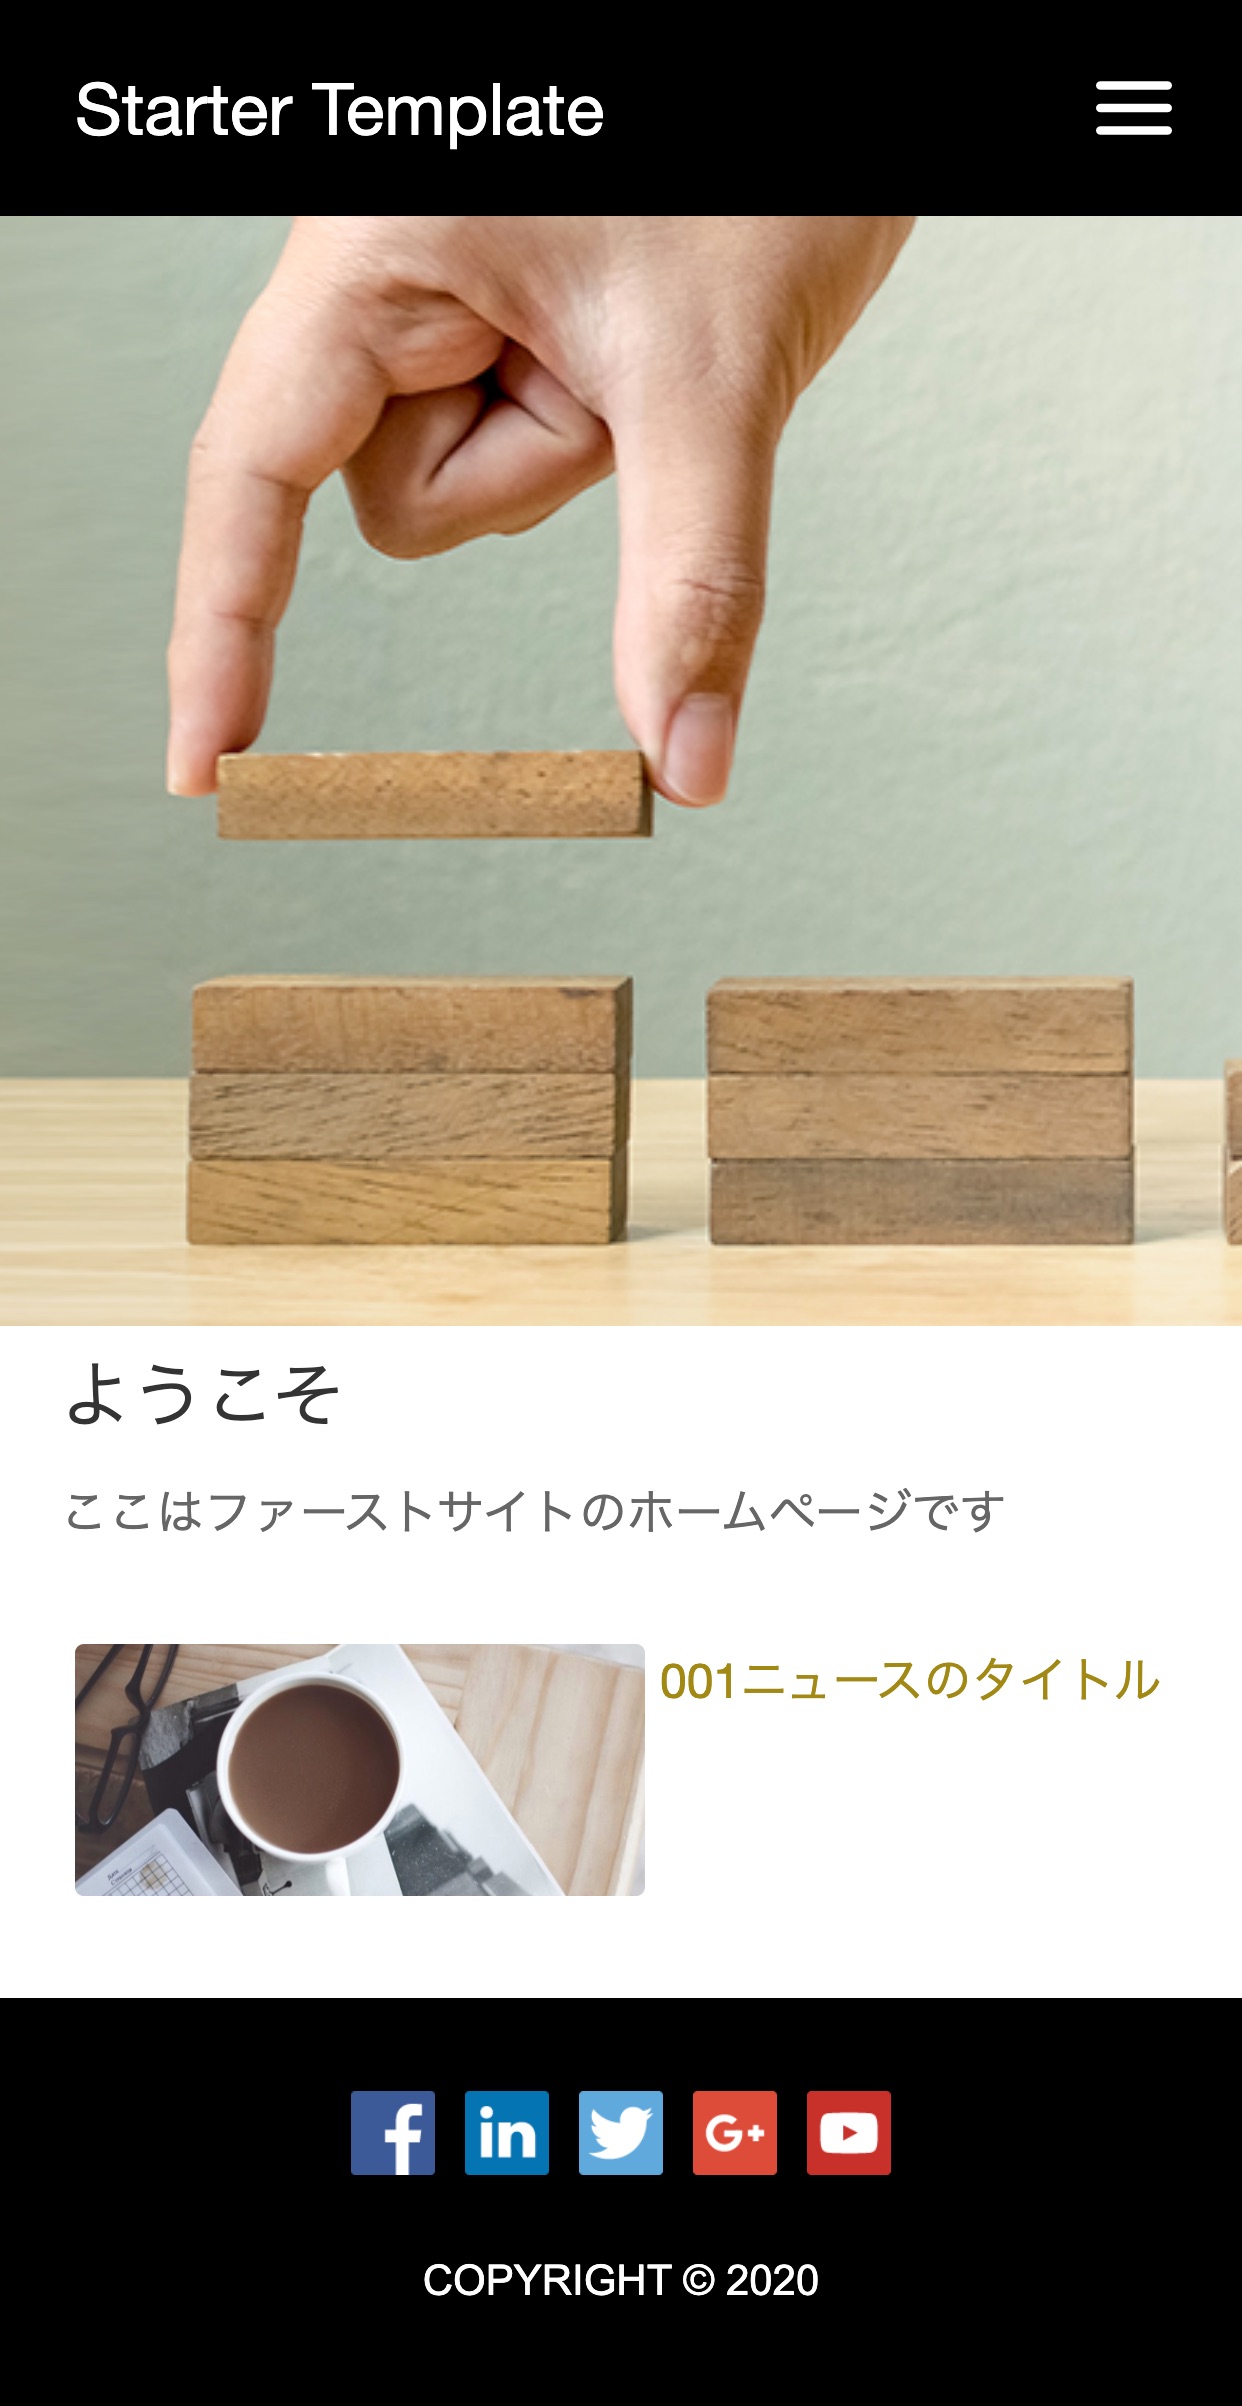 Starter Template
ようこそ
ここはファーストサイトのホームページです
001ニュースのタイトル
f in G+
COPYRIGHT © 2020